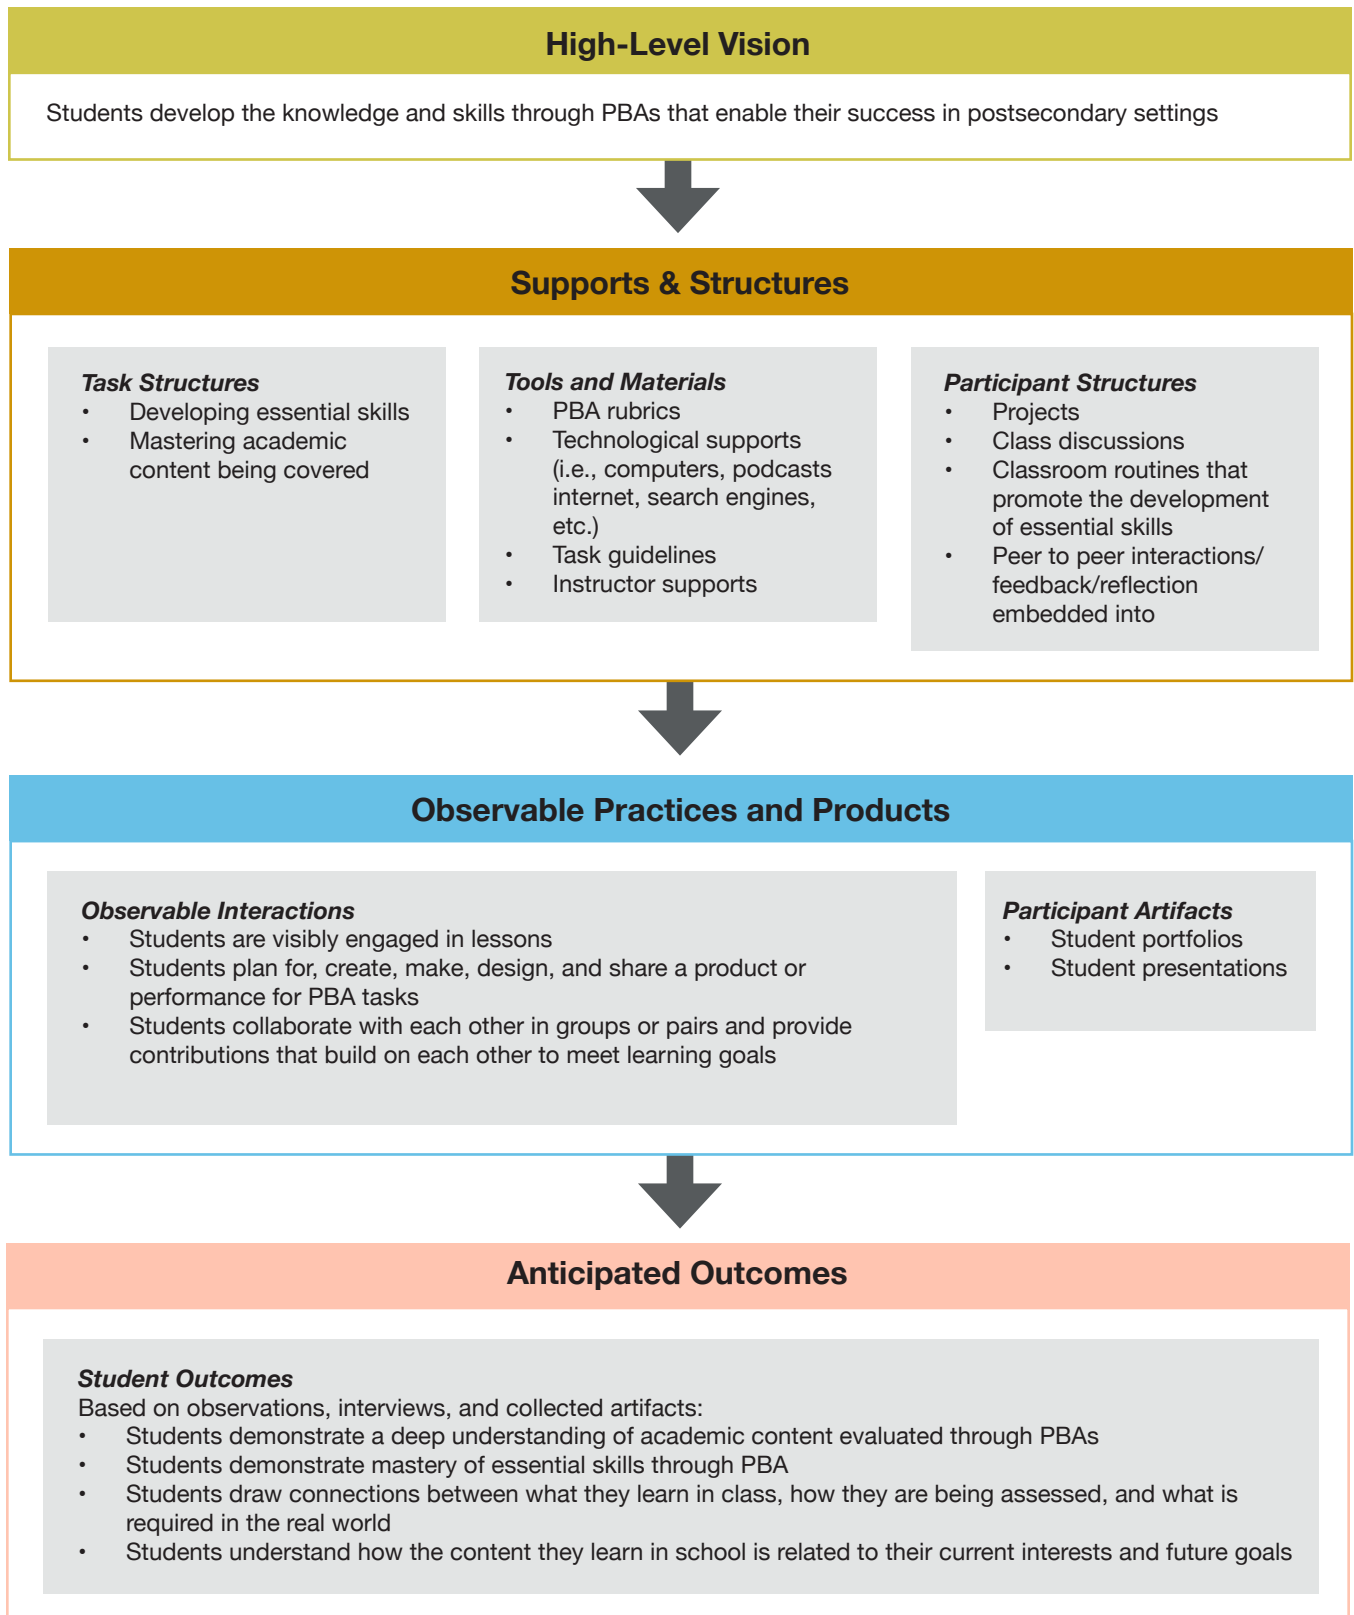 High-Level Vision
Students develop the knowledge and skills through PBAs that enable their success in postsecondary settings
Supports & Structures
Task Structures
• Developing essential skills
• Mastering academic
content being covered
Tools and Materials
• PBA rubrics
• Technological supports
(i.e., computers, podcasts
internet, search engines,
etc.)
• Task guidelines
• Instructor supports
Participant Structures
• Projects
• Class discussions
• Classroom routines that
promote the development
of essential skills
• Peer to peer interactions/
feedback/reflection
embedded into
Observable Practices and Products
Observable Interactions
• Students are visibly engaged in lessons
• Students plan for, create, make, design, and share a product or
performance for PBA tasks
• Students collaborate with each other in groups or pairs and provide
contributions that build on each other to meet learning goals
Participant Artifacts
• Student portfolios
• Student presentations
Anticipated Outcomes
Student Outcomes
Based on observations, interviews, and collected artifacts:
• Students demonstrate a deep understanding of academic content evaluated through PBAs
• Students demonstrate mastery of essential skills through PBA
• Students draw connections between what they learn in class, how they are being assessed, and what is
required in the real world
• Students understand how the content they learn in school is related to their current interests and future goals